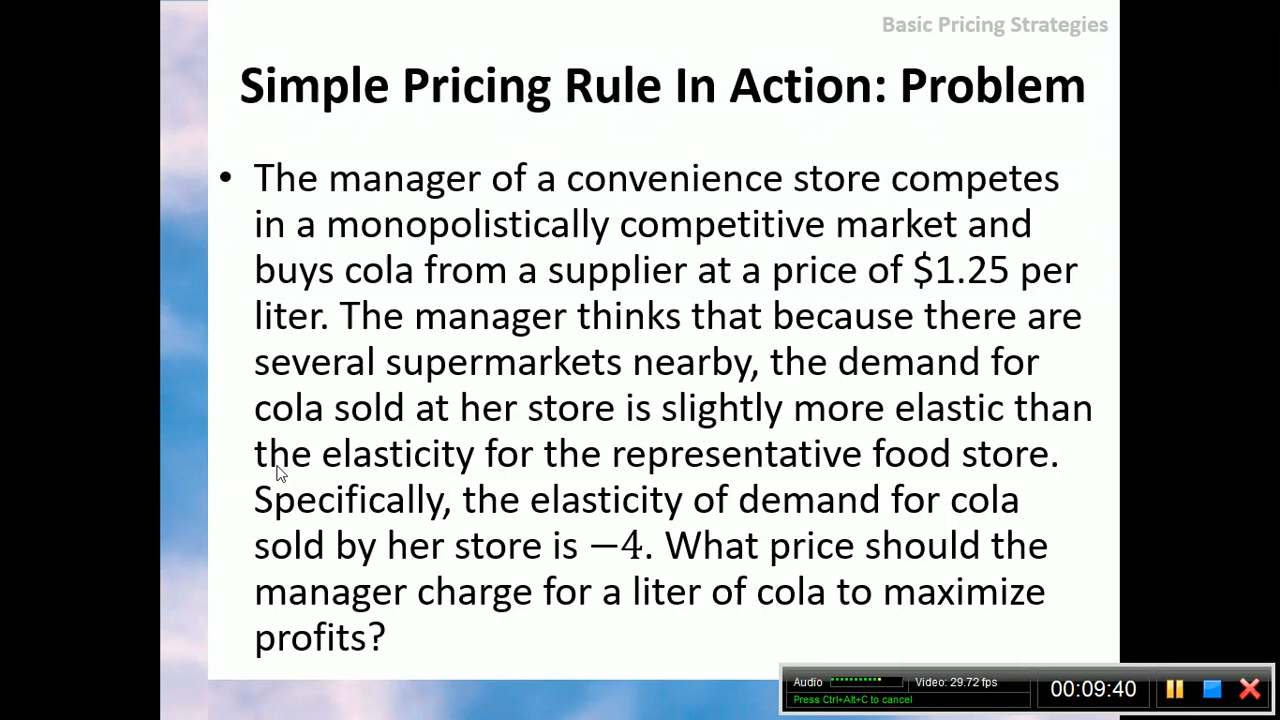 Basic Pricing Strategies
Simple Pricing Rule In Action: Problem
• The manager of a convenience store competes
in a monopolistically competitive market and
buys cola from a supplier at a price of $1.25 per
liter. The manager thinks that because there are
several supermarkets nearby, the demand for
cola sold at her store is slightly more elastic than
the elasticity for the representative food store.
Specifically, the elasticity of demand for cola
sold by her store is −4. What price should the
manager charge for a liter of cola to maximize
profits?
Audio Video: 29.72 fps
Press Ctrl+Alt+C to cancel
00:09:40